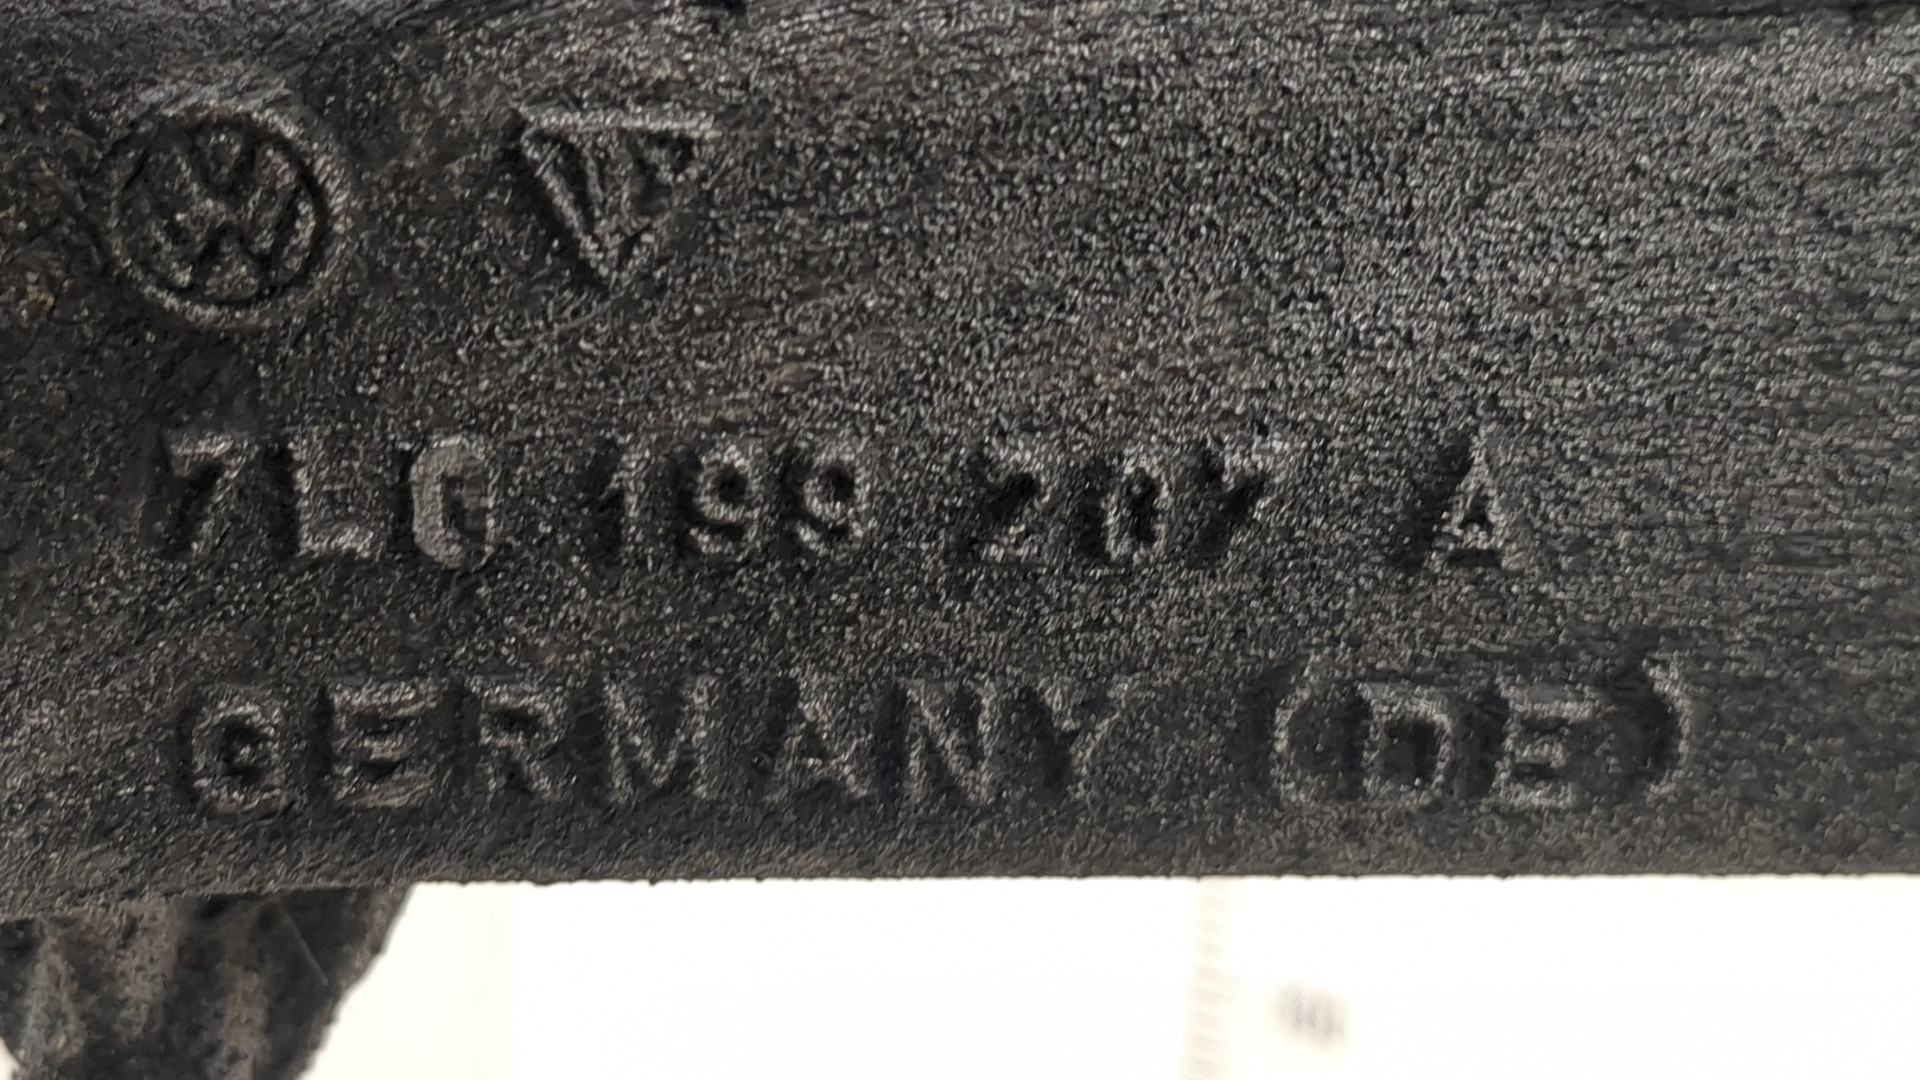 7L0 199 207 A
GERMANY (DE)